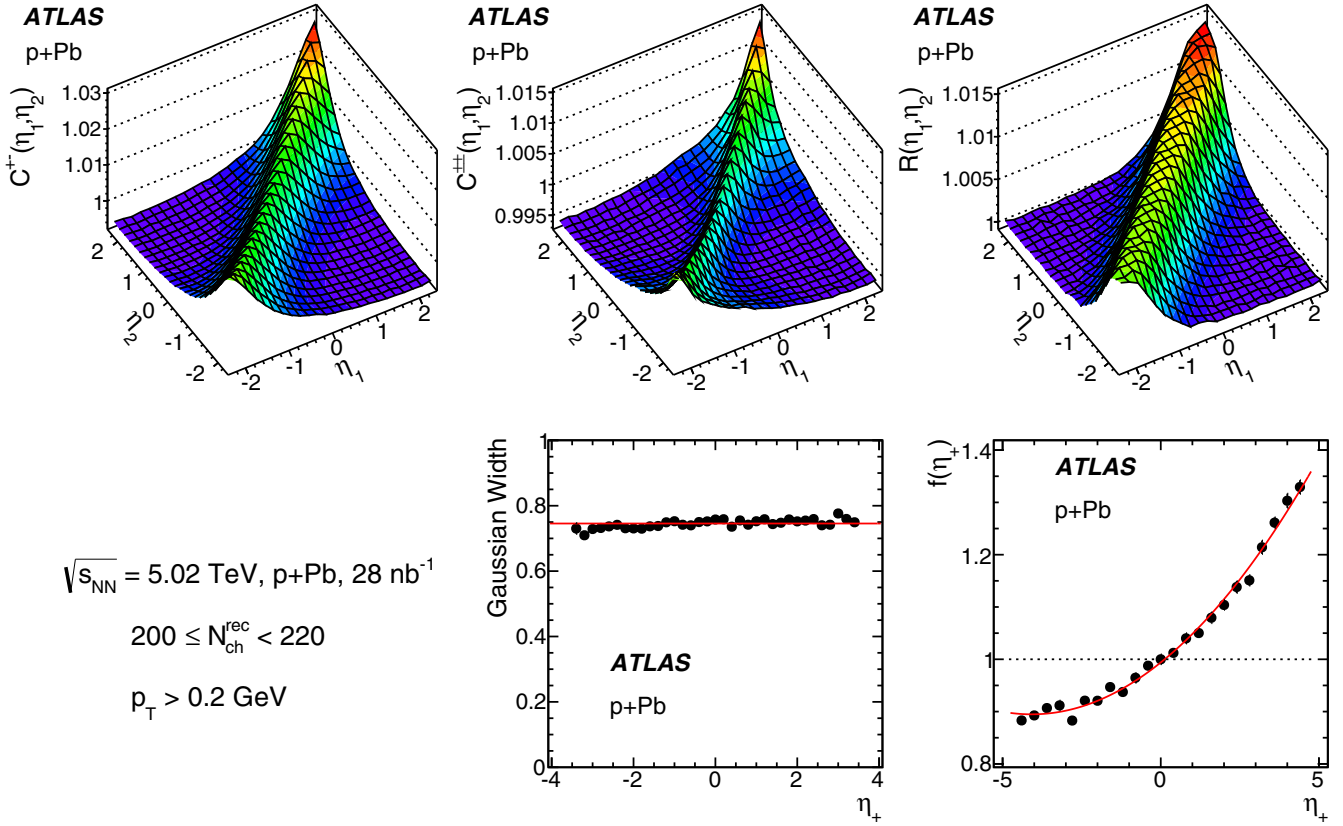 ATLAS
p+Pb
C⁺⁻(η₁,η₂)
1.03
1.02
1.01
1
2
1
0
-1
-2
η₂
-2
-1
0
1
2
η₁
ATLAS
p+Pb
C^±±(η₁,η₂)
1.015
1.005
1
0.995
2
1
0
-1
-2
η₂
-2
-1
0
1
2
η₁
ATLAS
p+Pb
R(η₁,η₂)
1.015
1.01
1.005
1
2
1
0
-1
-2
η₂
-2
-1
0
1
2
η₁
√s_NN = 5.02 TeV, p+Pb, 28 nb⁻¹
200 ≤ N_ch^rec < 220
p_T > 0.2 GeV
Gaussian Width
1
0.8
0.6
0.4
0.2
0
ATLAS
p+Pb
-4 -2 0 2 4
η₊
f(η₊)
1.4
1.2
1
0.8
ATLAS
p+Pb
-5 0 5
η₊